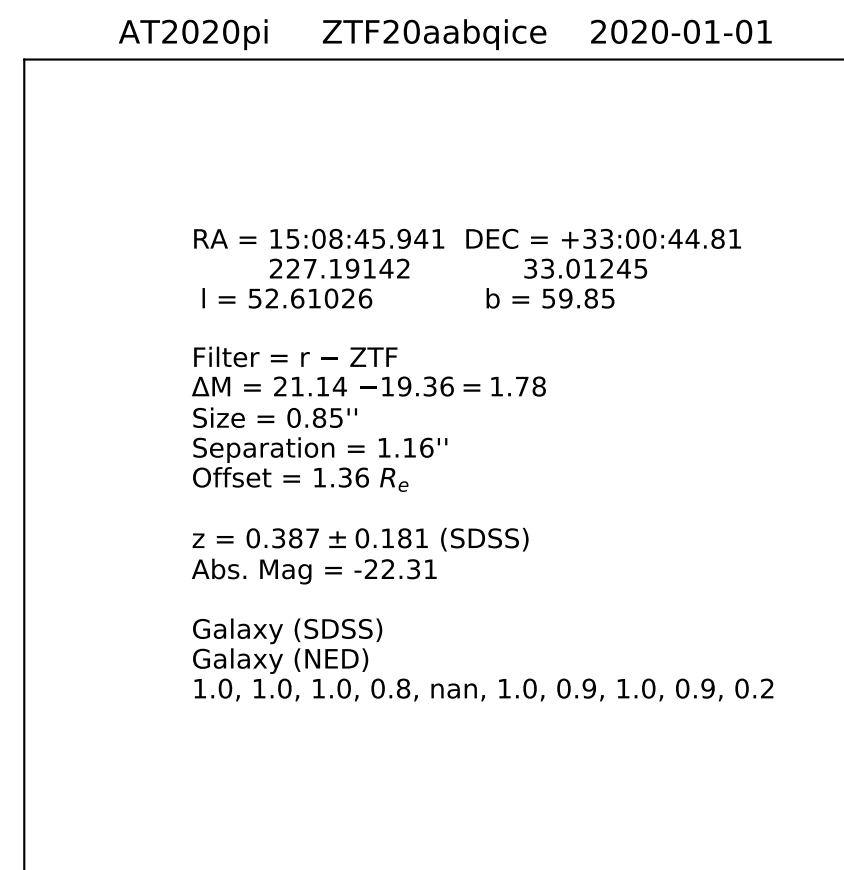 AT2020pi ZTF20aabqice 2020-01-01
RA = 15:08:45.941 DEC = +33:00:44.81
227.19142 33.01245
l = 52.61026 b = 59.85
Filter = r − ZTF
ΔM = 21.14 −19.36 = 1.78
Size = 0.85''
Separation = 1.16''
Offset = 1.36 Re
z = 0.387 ± 0.181 (SDSS)
Abs. Mag = -22.31
Galaxy (SDSS)
Galaxy (NED)
1.0, 1.0, 1.0, 0.8, nan, 1.0, 0.9, 1.0, 0.9, 0.2